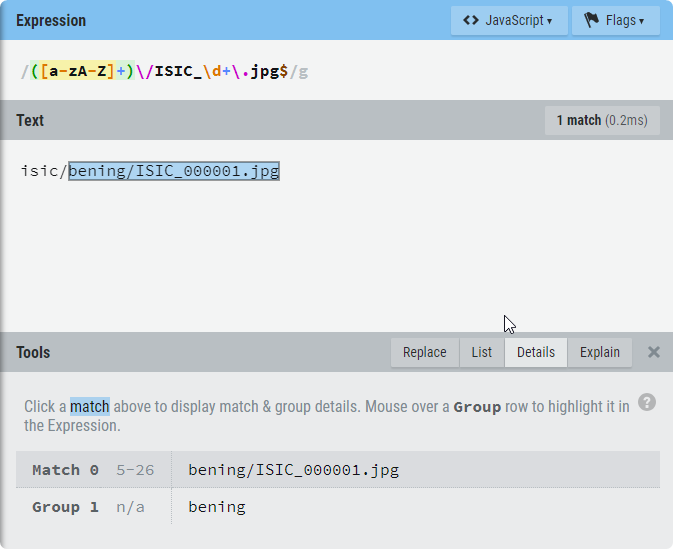 Expression
JavaScript
Flags
/([a-zA-Z]+)\/ISIC_\d+\.jpg$/g
Text
1 match (0.2ms)
isic/bening/ISIC_000001.jpg
Tools
Replace List Details Explain
Click a match above to display match & group details. Mouse over a Group row to highlight it in
the Expression.
Match 0 5-26 bening/ISIC_000001.jpg
Group 1 n/a bening